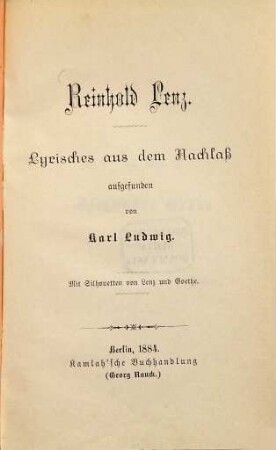 Reinhold Lenz.
Lyrisches aus dem Nachlaß
aufgefunden
von
Karl Ludwig.
Mit Silhouetten von Lenz und Goethe.
Berlin, 1884.
Kamlah'sche Buchhandlung
(Georg Nauck.)